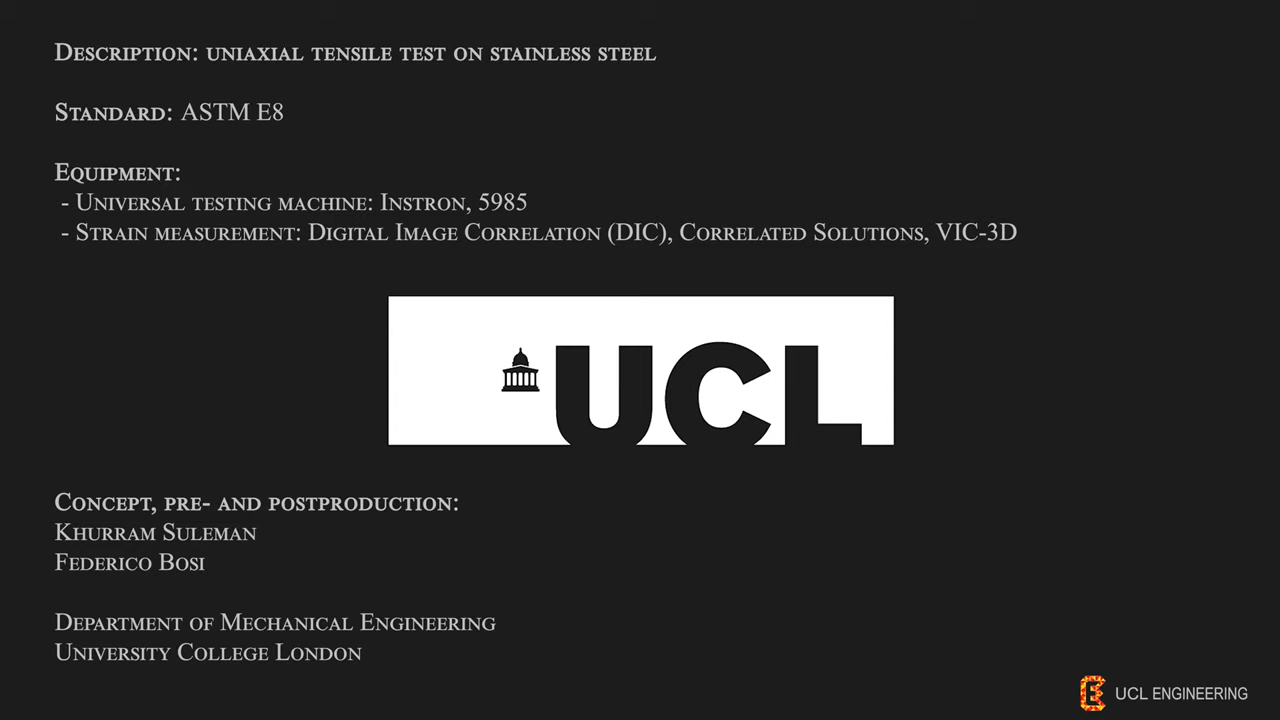 Description: uniaxial tensile test on stainless steel
Standard: ASTM E8
Equipment:
- Universal testing machine: Instron, 5985
- Strain measurement: Digital Image Correlation (DIC), Correlated Solutions, VIC-3D
UCL
Concept, pre- and postproduction:
Khurram Suleman
Federico Bosi
Department of Mechanical Engineering
University College London
UCL ENGINEERING